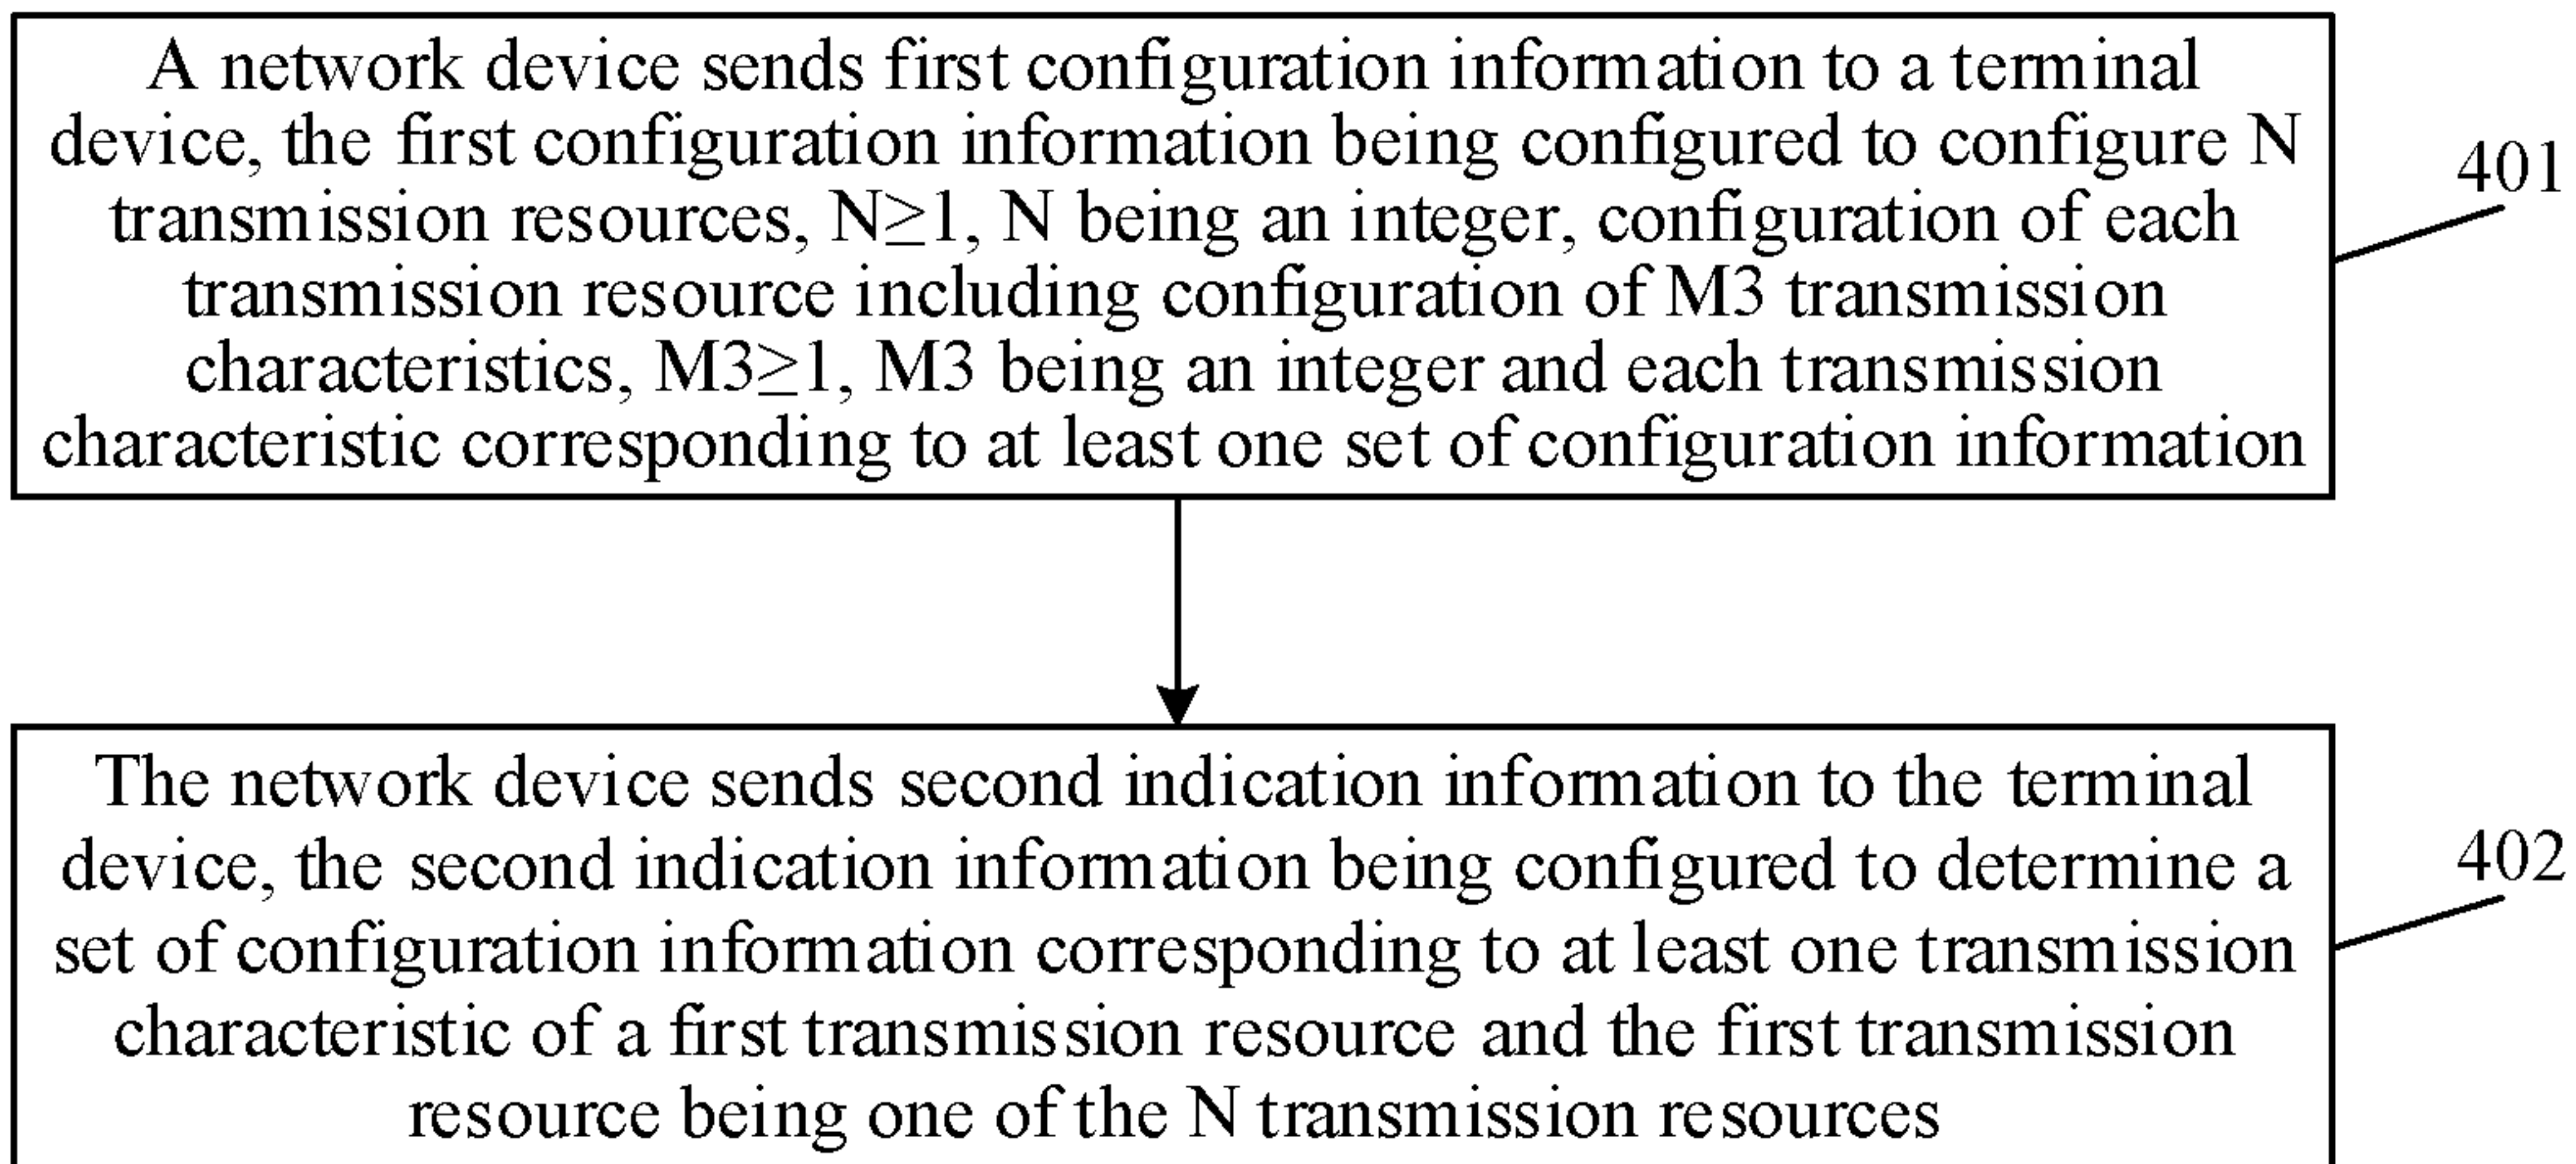 A network device sends first configuration information to a terminal
device, the first configuration information being configured to configure N
transmission resources, N≥1, N being an integer, configuration of each
transmission resource including configuration of M3 transmission
characteristics, M3≥1, M3 being an integer and each transmission
characteristic corresponding to at least one set of configuration information
401
The network device sends second indication information to the terminal
device, the second indication information being configured to determine a
set of configuration information corresponding to at least one transmission
characteristic of a first transmission resource and the first transmission
resource being one of the N transmission resources
402